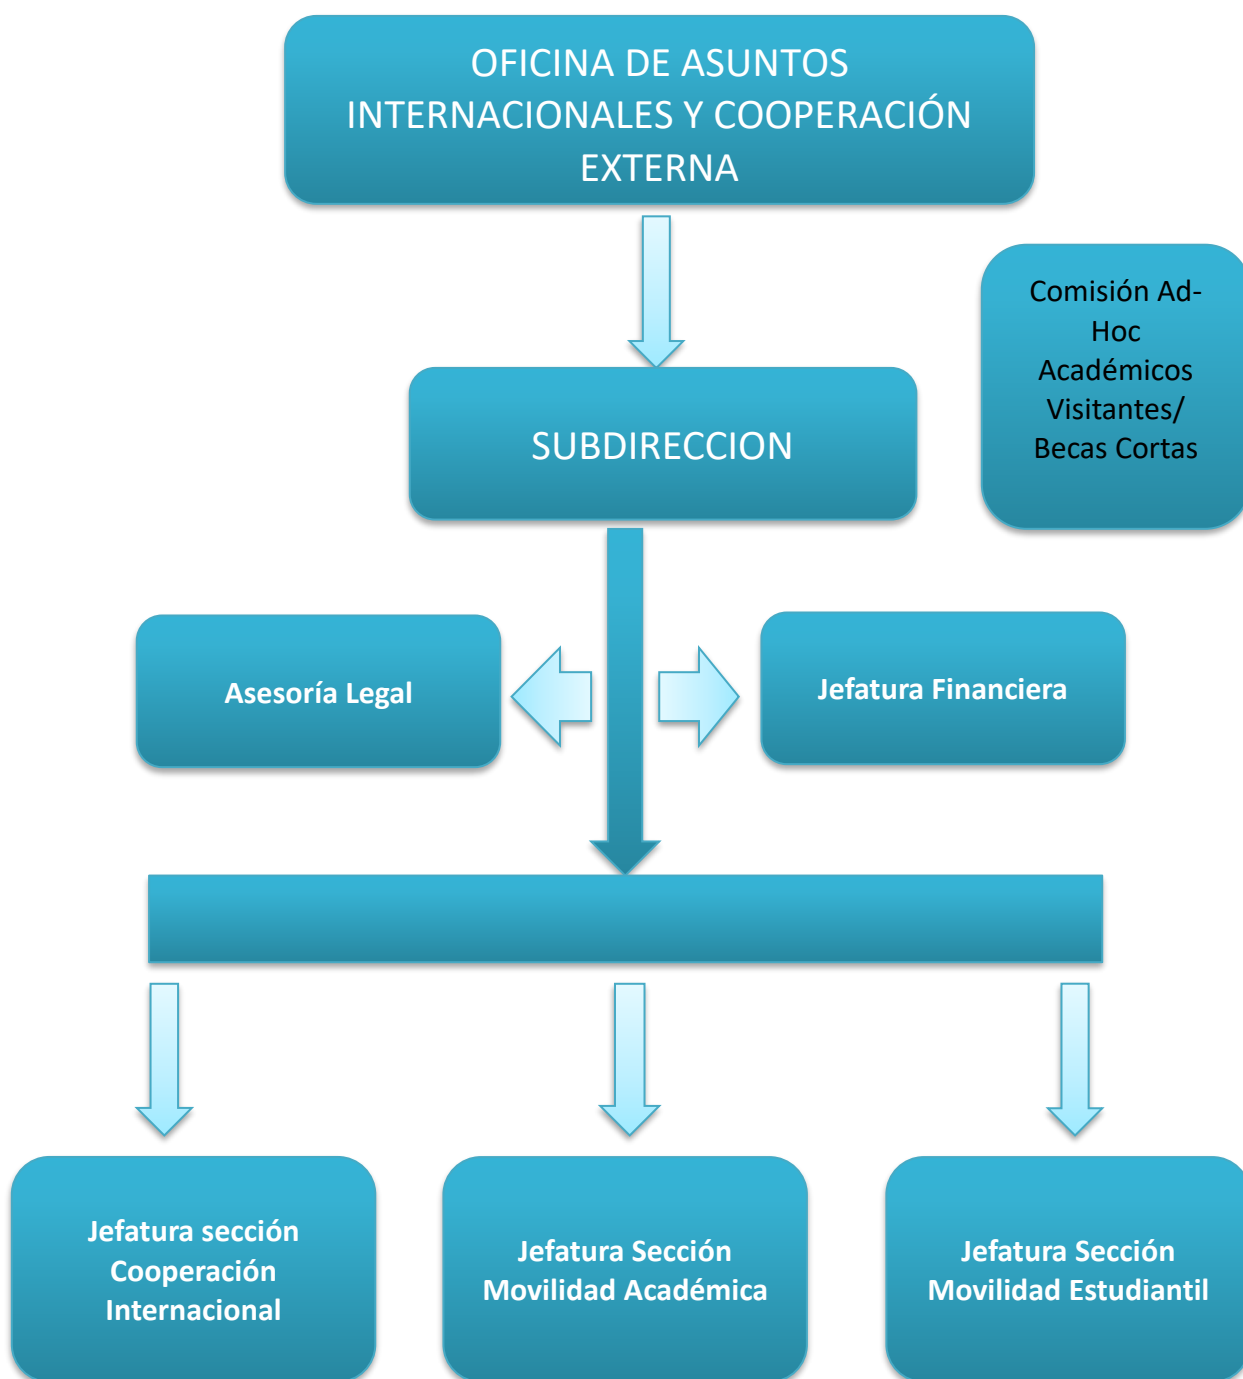 OFICINA DE ASUNTOS
INTERNACIONALES Y COOPERACIÓN
EXTERNA
Comisión Ad-
Hoc
Académicos
Visitantes/
Becas Cortas
SUBDIRECCION
Asesoría Legal
Jefatura Financiera
Jefatura sección
Cooperación
Internacional
Jefatura Sección
Movilidad Académica
Jefatura Sección
Movilidad Estudiantil